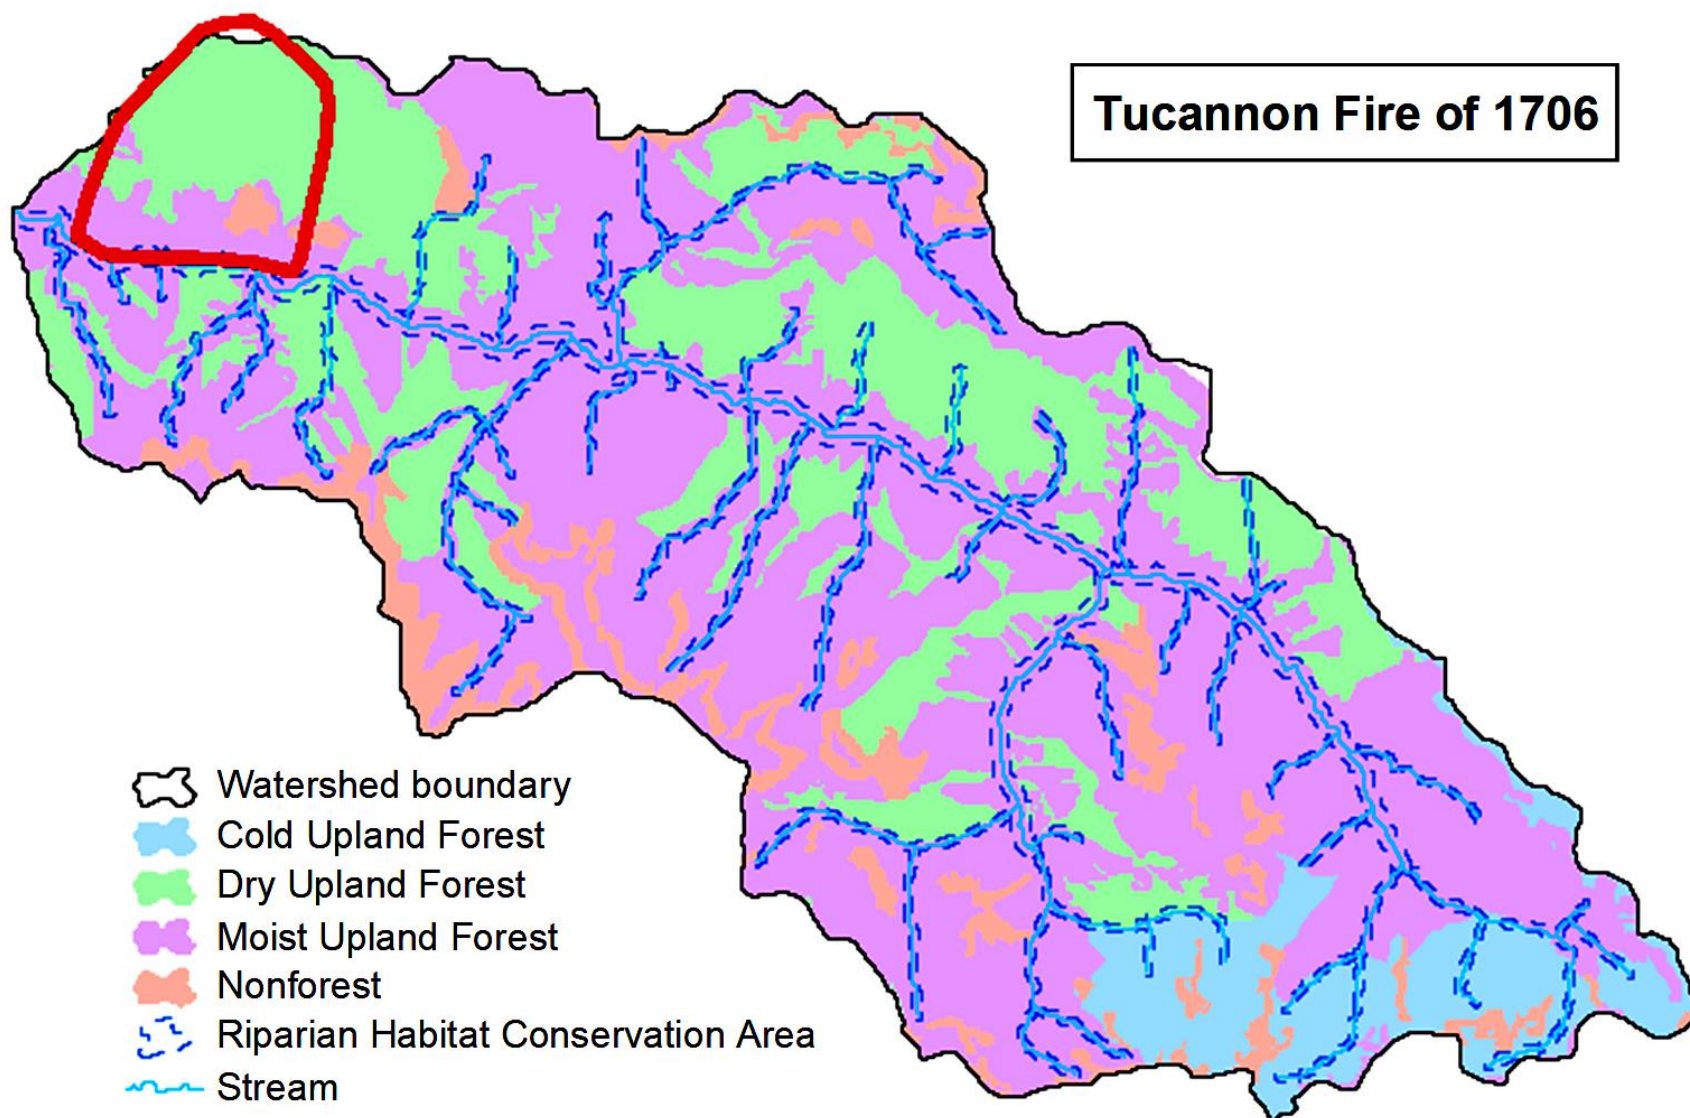 Tucannon Fire of 1706
Watershed boundary
Cold Upland Forest
Dry Upland Forest
Moist Upland Forest
Nonforest
Riparian Habitat Conservation Area
Stream